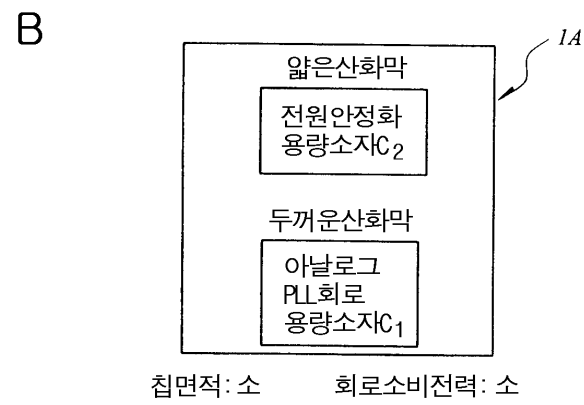 B
1A
얇은산화막
전원안정화
용량소자C2
두꺼운산화막
아날로그
PLL회로
용량소자C1
칩면적: 소 회로소비전력: 소